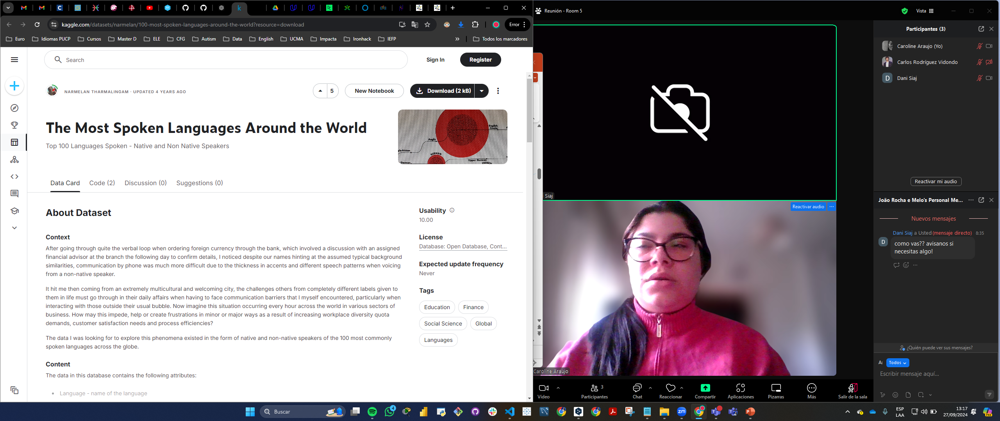 kaggle.com/datasets/narmelan/100-most-spoken-languages-around-the-world?resource=download
Error
Euro
Idiomas PUCP
Cursos
Master D
ELE
CFG
Autism
Data
English
UCMA
Impacta
Ironhack
IEFP
»
Todos los marcadores
Search
Sign In
Register
NARMELAN THARMALINGAM · UPDATED 4 YEARS AGO
5
New Notebook
Download (2 kB)
The Most Spoken Languages Around the World
Top 100 Languages Spoken - Native and Non Native Speakers
English
Creole
Anglic
glo-Frisian
GERMAN
German
Upper German
FRENCH
Data Card
Code (2)
Discussion (0)
Suggestions (0)
About Dataset
Context
After going through quite the verbal loop when ordering foreign currency through the bank, which involved a discussion with an assigned
financial advisor at the branch the following day to confirm details, I noticed despite our names hinting at the assumed typical background
similarities, communication by phone was much more difficult due to the thickness in accents and different speech patterns when voicing
from a non-native speaker.
It hit me then coming from an extremely multicultural and welcoming city, the challenges others from completely different labels given to
them in life must go through in their daily affairs when having to face communication barriers that I myself encountered, particularly when
interacting with those outside their usual bubble. Now imagine this situation occurring every hour across the world in various sectors of
business. How may this impede, help or create frustrations in minor or major ways as a result of increasing workplace diversity quota
demands, customer satisfaction needs and process efficiencies?
The data I was looking for to explore this phenomena existed in the form of native and non-native speakers of the 100 most commonly
spoken languages across the globe.
Content
The data in this database contains the following attributes:
• Language - name of the language
Usability
10.00
License
Database: Open Database, Cont...
Expected update frequency
Never
Tags
Education
Finance
Social Science
Global
Languages
Reunión - Room 5
Vista
Siaj
Reactivar audio
Caroline Araujo
Participantes (3)
Caroline Araujo (Yo)
Carlos Rodríguez Vidondo
D
Dani Siaj
Reactivar mi audio
João Rocha e Melo's Personal Me...
Nuevos mensajes
Dani Siaj a Usted (mensaje directo) 8:35
D
como vas?? avisanos si
necesitas algo!
¿Quién puede ver sus mensajes?
A:
Todos
Escribir mensaje aquí...
Vídeo
3
Participantes
Chat
Reaccionar
Compartir
Aplicaciones
Pizarras
Más
Salir de la sala
Buscar
4
zm
ESP
LAA
13:17
27/09/2024
PRE